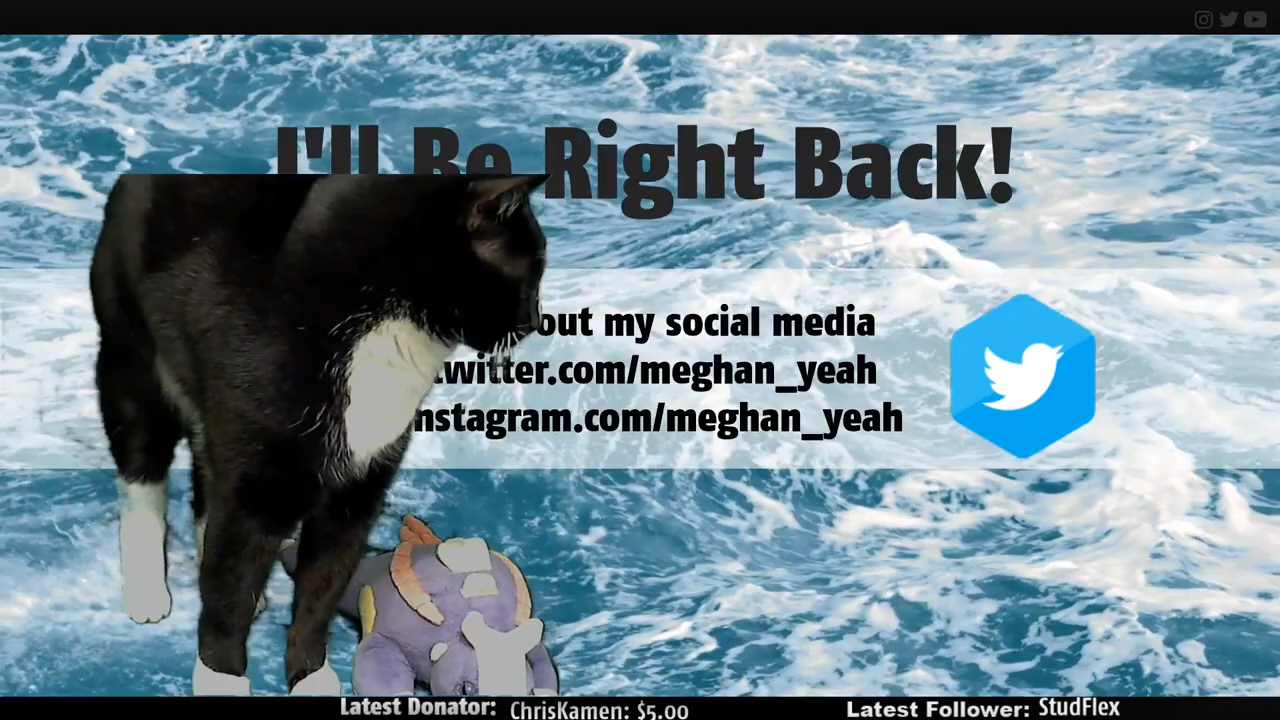 I'll Be Right Back!
out my social media
twitter.com/meghan_yeah
nstagram.com/meghan_yeah
Latest Donator: ChrisKamen: $5.00 Latest Follower: StudFlex